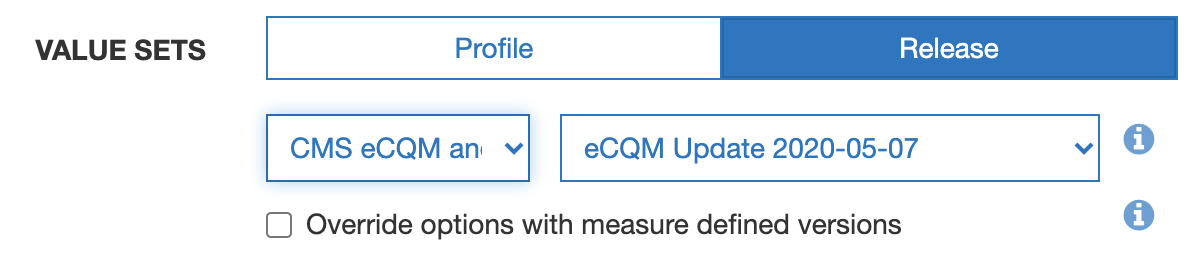 VALUE SETS Profile Release
CMS eCQM an eCQM Update 2020-05-07
Override options with measure defined versions